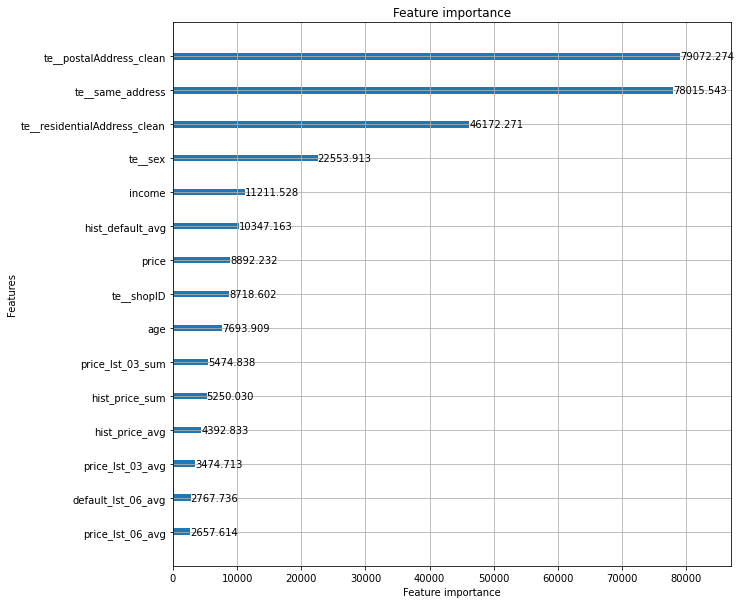 Feature importance
te__postalAddress_clean 79072.274
te__same_address 78015.543
te__residentialAddress_clean 46172.271
te__sex 22553.913
income 11211.528
hist_default_avg 10347.163
price 8892.232
te__shopID 8718.602
age 7693.909
price_lst_03_sum 5474.838
hist_price_sum 5250.030
hist_price_avg 4392.833
price_lst_03_avg 3474.713
default_lst_06_avg 2767.736
price_lst_06_avg 2657.614
Features
0 10000 20000 30000 40000 50000 60000 70000 80000
Feature importance